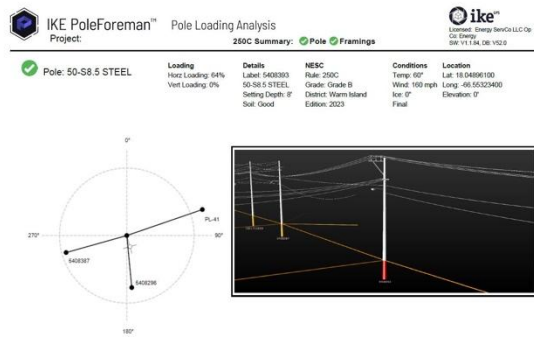 IKE PoleForeman™ Pole Loading Analysis
ike
Project:
250C Summary: Pole Framings
Licensed: Energy ServCo LLC Op
Co: Energy
SW: V1.1.84, DB: V52.0
Pole: 50-S8.5 STEEL
Loading
Horz Loading: 64%
Vert Loading: 0%
Details
Label: 5408393
50-S8.5 STEEL
Setting Depth: 8'
Soil: Good
NESC
Rule: 250C
Grade: Grade B
District: Warm Island
Edition: 2023
Conditions
Temp: 60°
Wind: 160 mph
Ice: 0"
Final
Location
Lat: 18.04896100
Long: -66.55323400
Elevation: 0'
0°
PL-41
270°
90°
5408387
5408298
180°